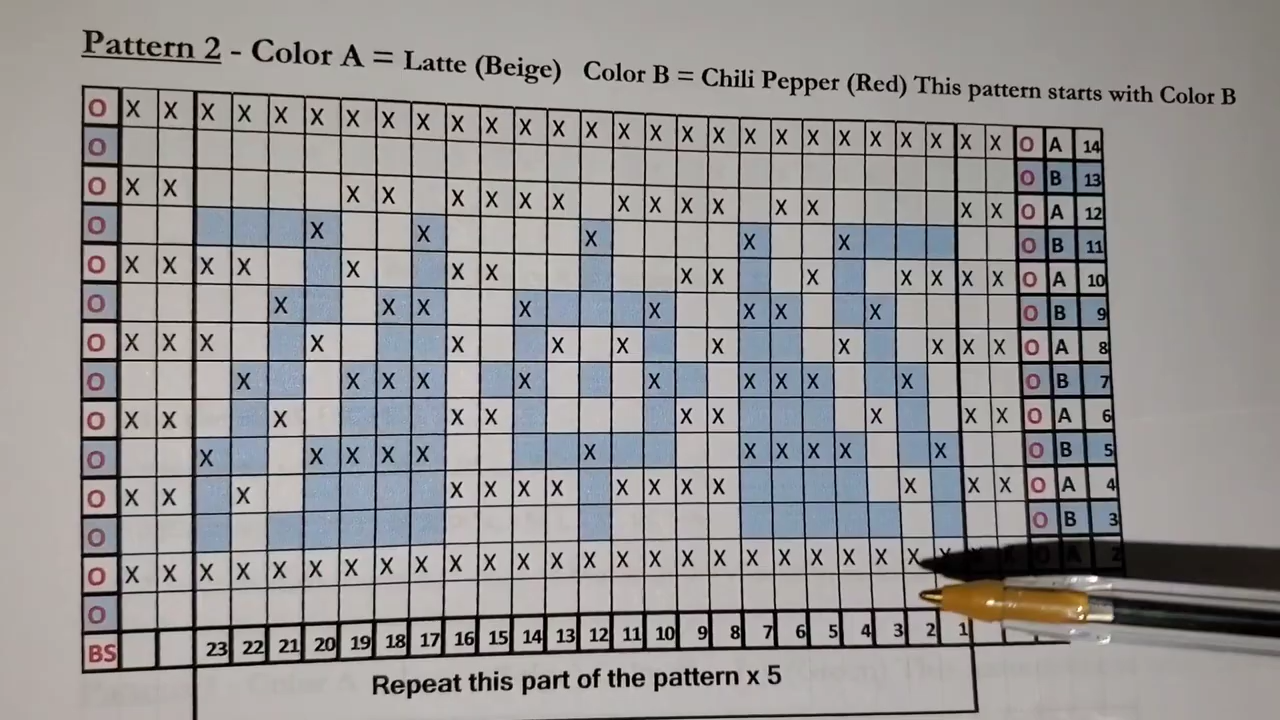 Pattern 2 - Color A = Latte (Beige) Color B = Chili Pepper (Red) This pattern starts with Color B
O X X X X X X X X X X X X X X X X X X X X X X X X X X X O A 14
O O B 13
O X X X X X X X X X X X X X X X X O A 12
O X X X X X O B 11
O X X X X X X X X X X X X X X O A 10
O X X X X X X X X O B 9
O X X X X X X X X X X X X O A 8
O X X X X X X X X X X O B 7
O X X X X X X X X X X O A 6
O X X X X X X X X X X X O B 5
O X X X X X X X X X X X X X X X O A 4
O O B 3
O X X X X X X X X X X X X X X X X X X X X X X X X X X X O A 2
O
BS 23 22 21 20 19 18 17 16 15 14 13 12 11 10 9 8 7 6 5 4 3 2 1
Repeat this part of the pattern x 5